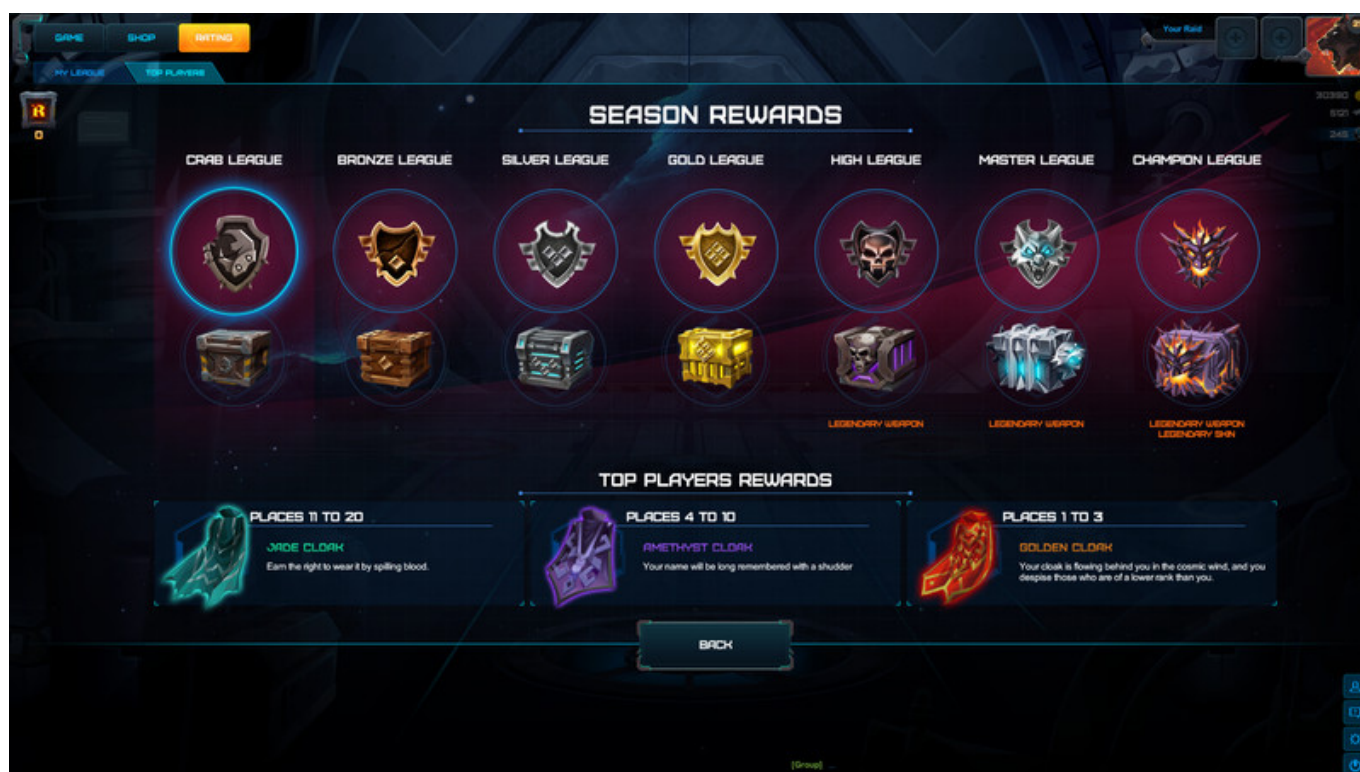 GAME
SHOP
RATING
Your Raid
MY LEAGUE
TOP PLAYERS
R
0
30390
5121
245
SEASON REWARDS
CRAB LEAGUE
BRONZE LEAGUE
SILVER LEAGUE
GOLD LEAGUE
HIGH LEAGUE
MASTER LEAGUE
CHAMPION LEAGUE
LEGENDARY WEAPON
LEGENDARY WEAPON
LEGENDARY WEAPON
LEGENDARY SKIN
TOP PLAYERS REWARDS
PLACES 11 TO 20
JADE CLOAK
Earn the right to wear it by spilling blood.
PLACES 4 TO 10
AMETHYST CLOAK
Your name will be long remembered with a shudder
PLACES 1 TO 3
GOLDEN CLOAK
Your cloak is flowing behind you in the cosmic wind, and you
despise those who are of a lower rank than you.
BACK
[Group] ...